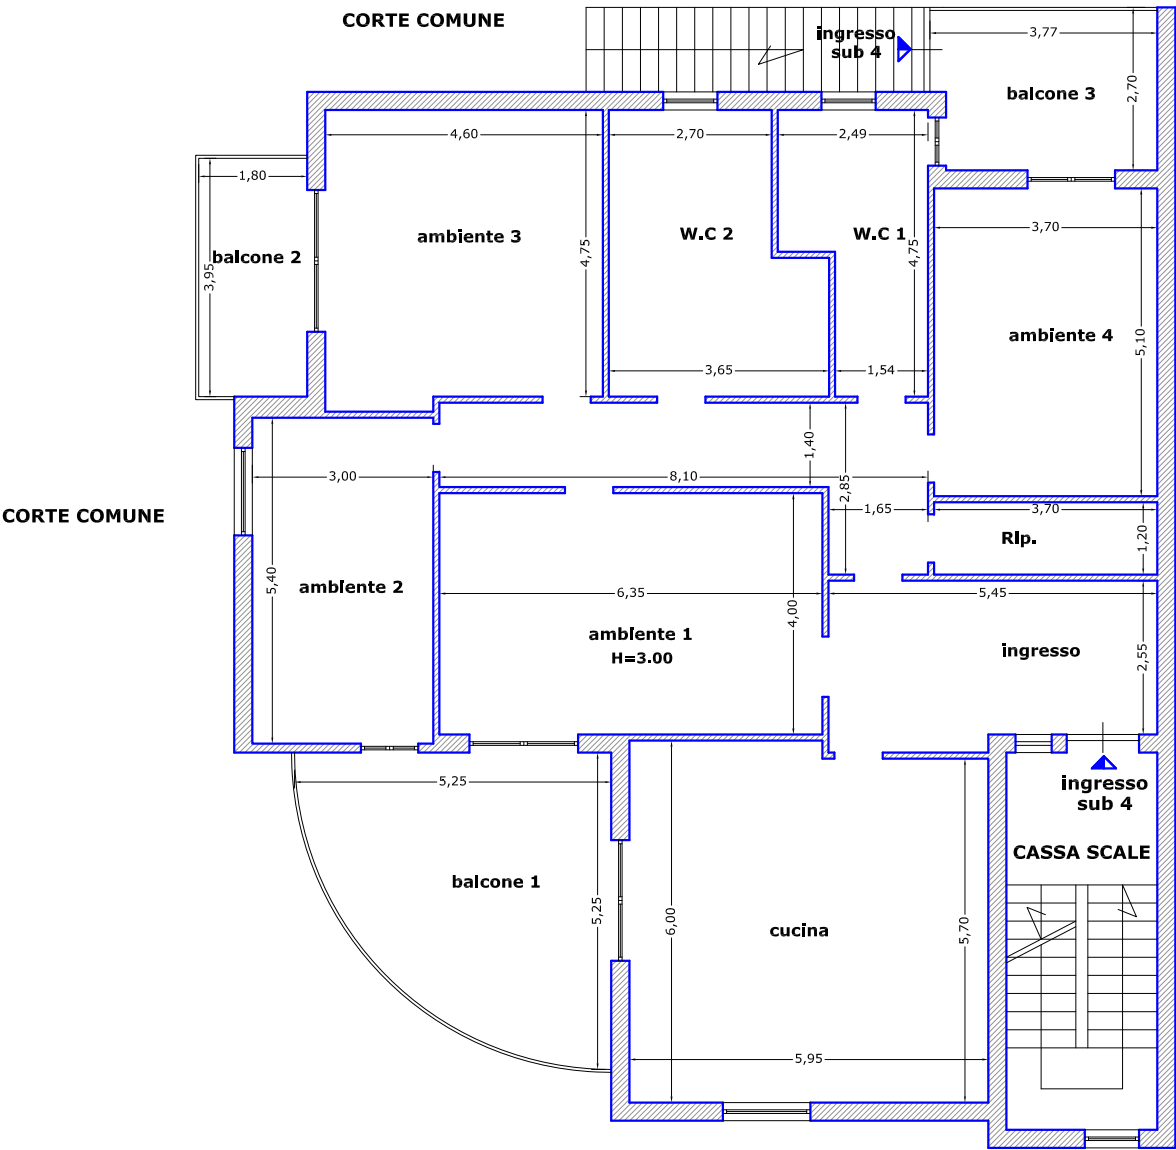 CORTE COMUNE
ingresso
sub 4
3,77
balcone 3
2,70
4,60
2,70
2,49
1,80
balcone 2
3,95
ambiente 3
4,75
W.C 2
W.C 1
4,75
3,70
ambiente 4
5,10
3,65
1,54
3,00
8,10
1,40
2,85
1,65
3,70
CORTE COMUNE
Rip.
1,20
5,40
ambiente 2
6,35
4,00
5,45
ambiente 1
H=3.00
ingresso
2,55
5,25
ingresso
sub 4
CASSA SCALE
balcone 1
5,25
6,00
cucina
5,70
5,95